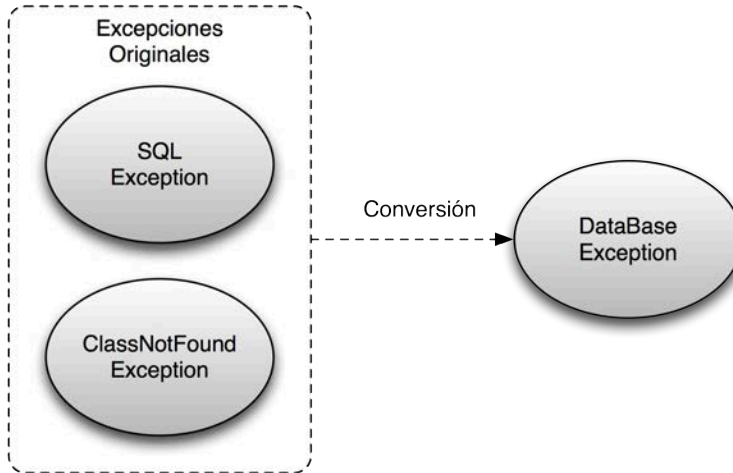 Excepciones
Originales
SQL
Exception
Conversión
DataBase
Exception
ClassNotFound
Exception